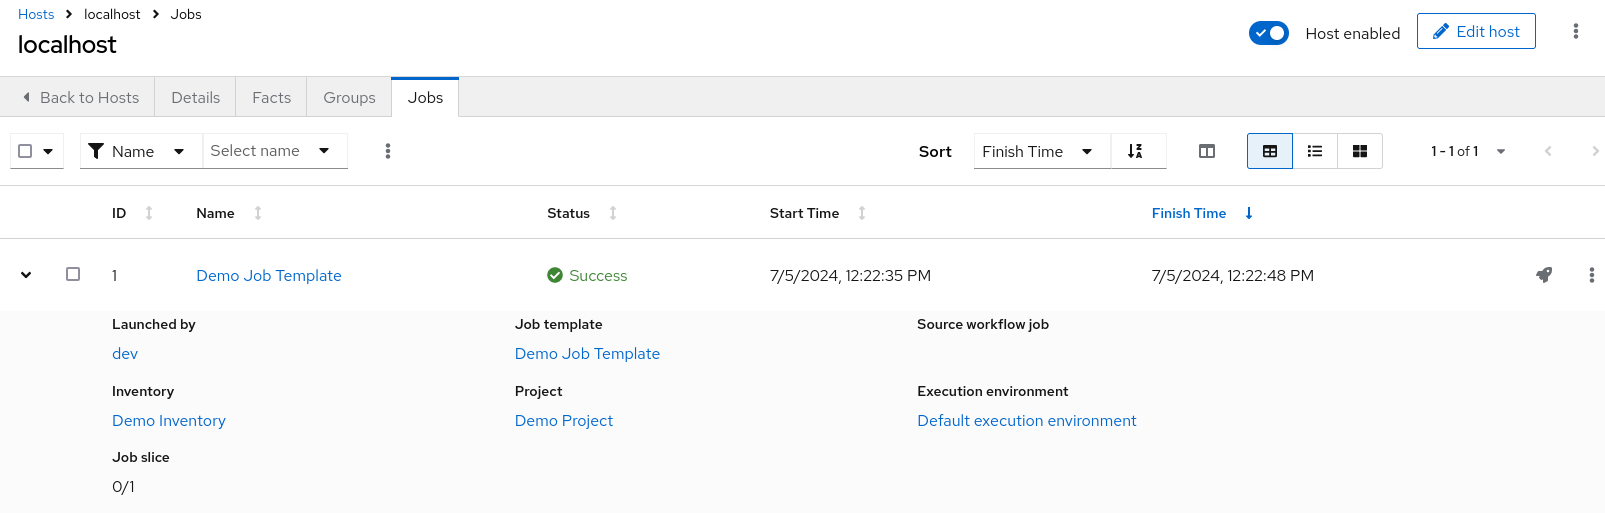 Hosts > localhost > Jobs
localhost
Host enabled
Edit host
Back to Hosts Details Facts Groups Jobs
Name Select name Sort Finish Time 1 - 1 of 1
ID Name Status Start Time Finish Time
1 Demo Job Template Success 7/5/2024, 12:22:35 PM 7/5/2024, 12:22:48 PM
Launched by Job template Source workflow job
dev Demo Job Template
Inventory Project Execution environment
Demo Inventory Demo Project Default execution environment
Job slice
0/1